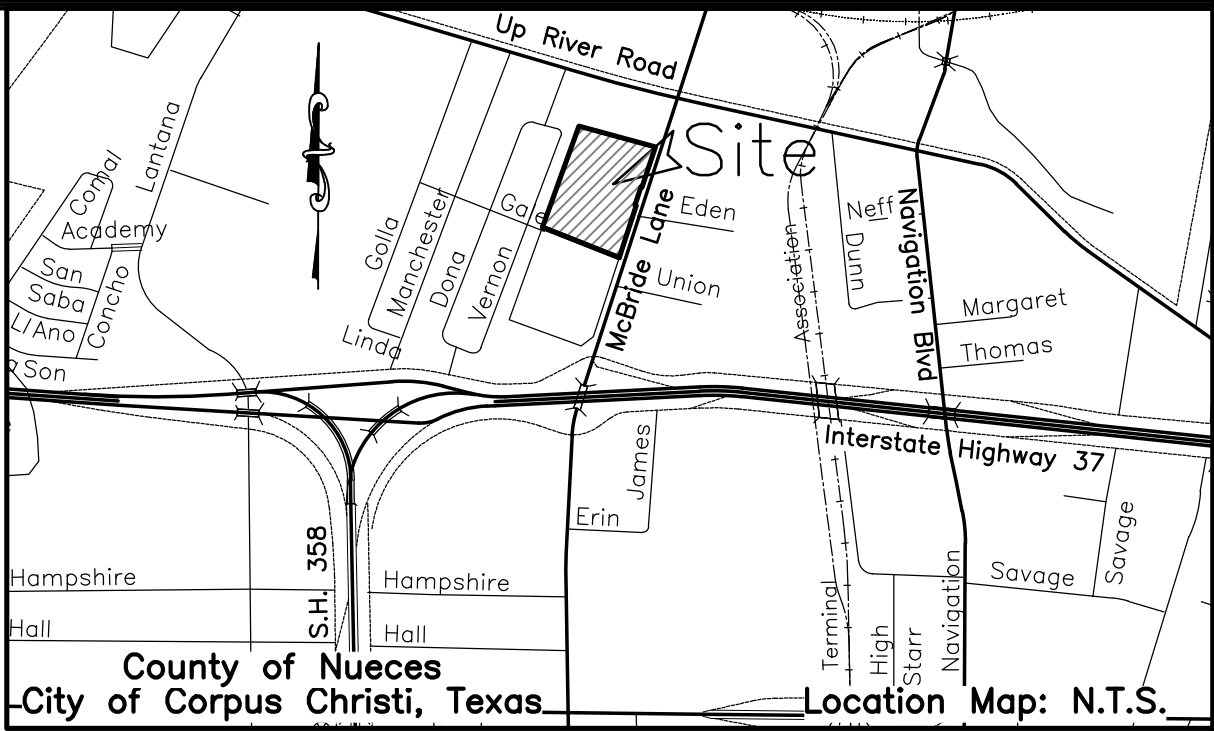 Up River Road
Site
Lantana
Comal
Academy
San
Saba
Ll Ano
Concho
Son
Golla
Manchester
Dona
Vernon
Gale
Linda
McBride Lane
Eden
Union
Association
Neff
Dunn
Navigation Blvd
Margaret
Thomas
Interstate Highway 37
James
Erin
S.H. 358
Hampshire
Hampshire
Hall
Hall
Terminal
High
Starr
Navigation
Savage
Savage
County of Nueces
City of Corpus Christi, Texas
Location Map: N.T.S.